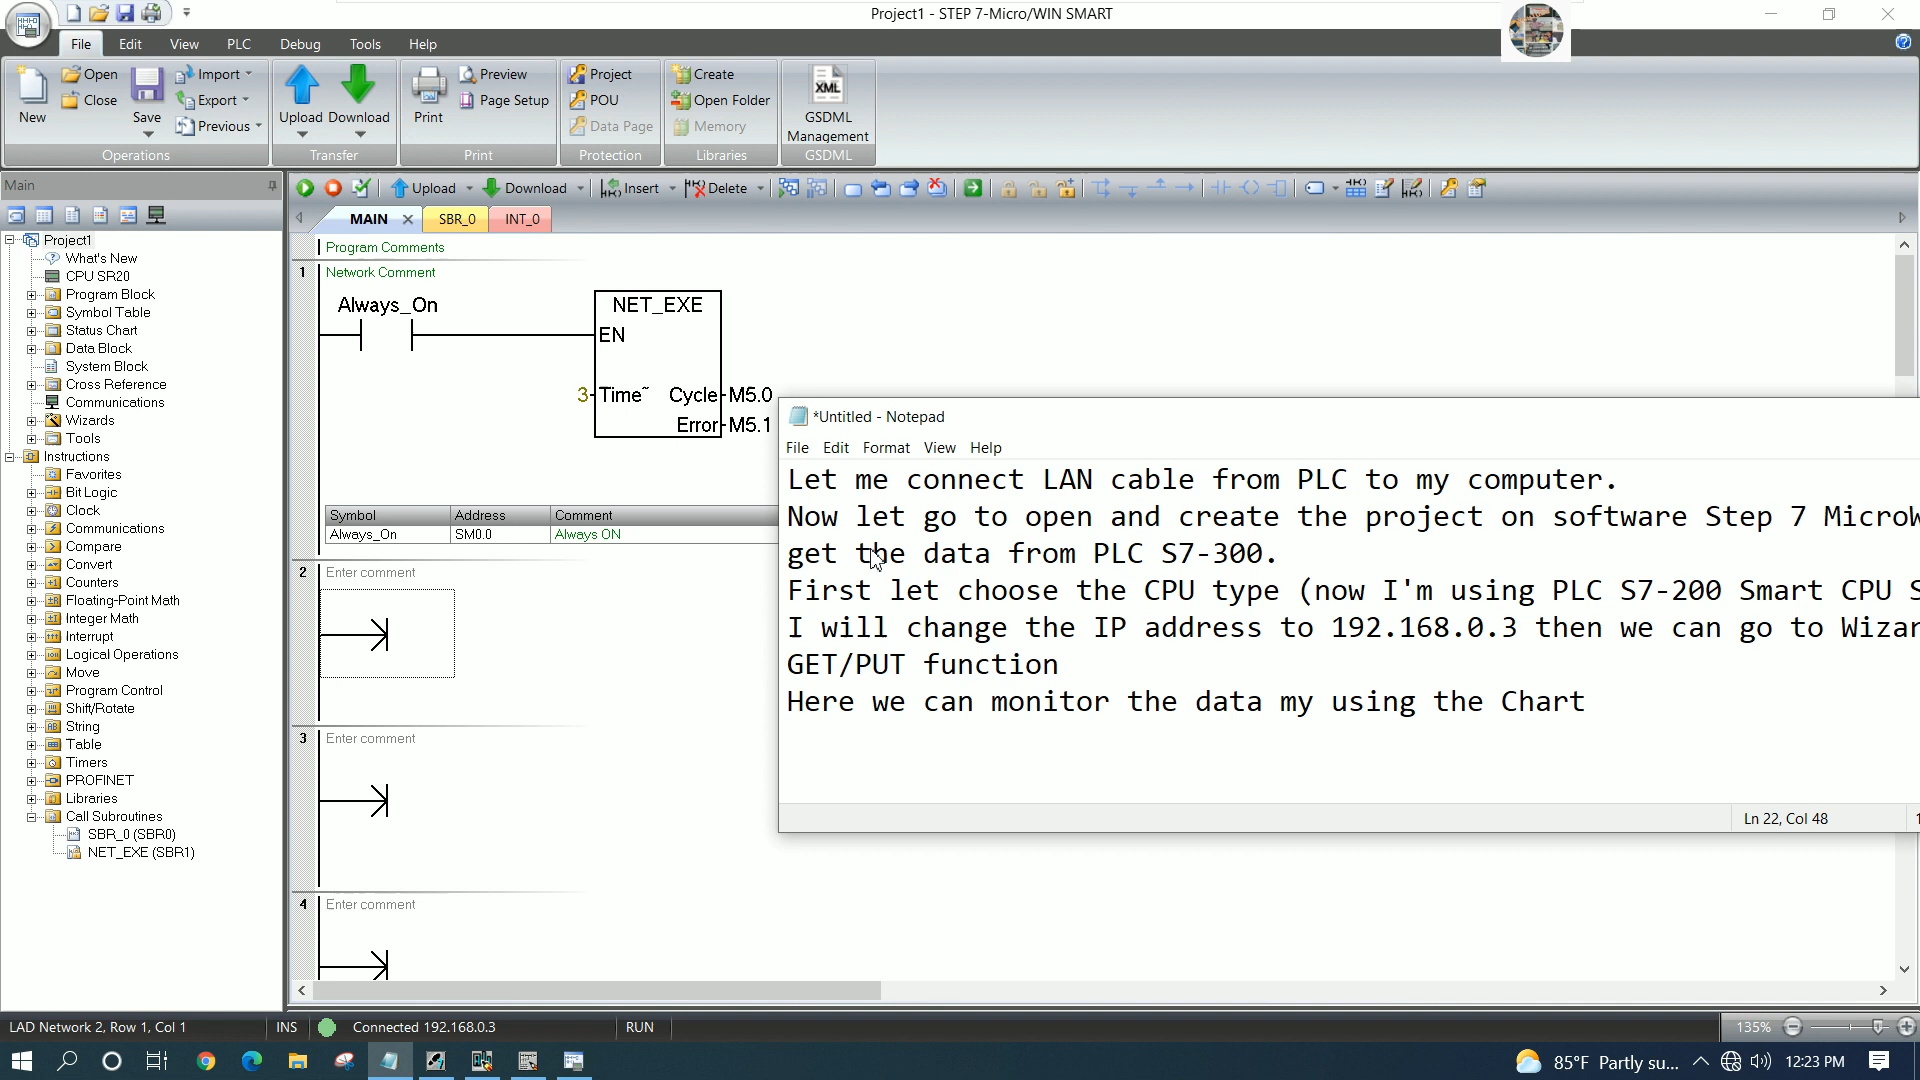 Project1 - STEP 7-Micro/WIN SMART
File Edit View PLC Debug Tools Help
New
Open
Close
Save
Import
Export
Previous
Operations
Upload
Download
Transfer
Print
Preview
Page Setup
Print
Project
POU
Data Page
Protection
Create
Open Folder
Memory
Libraries
XML
GSDML
Management
GSDML
Main
Upload Download Insert Delete
MAIN SBR_0 INT_0
Project1
What's New
CPU SR20
Program Block
Symbol Table
Status Chart
Data Block
System Block
Cross Reference
Communications
Wizards
Tools
Instructions
Favorites
Bit Logic
Clock
Communications
Compare
Convert
Counters
Floating-Point Math
Integer Math
Interrupt
Logical Operations
Move
Program Control
Shift/Rotate
String
Table
Timers
PROFINET
Libraries
Call Subroutines
SBR_0 (SBR0)
NET_EXE (SBR1)
Program Comments
1 Network Comment
Always_On
NET_EXE
EN
3 Time~ Cycle M5.0
Error M5.1
Symbol Address Comment
Always_On SM0.0 Always ON
2 Enter comment
3 Enter comment
4 Enter comment
*Untitled - Notepad
File Edit Format View Help
Let me connect LAN cable from PLC to my computer.
Now let go to open and create the project on software Step 7 MicroW
get the data from PLC S7-300.
First let choose the CPU type (now I'm using PLC S7-200 Smart CPU S
I will change the IP address to 192.168.0.3 then we can go to Wizar
GET/PUT function
Here we can monitor the data my using the Chart
Ln 22, Col 48
LAD Network 2, Row 1, Col 1 INS Connected 192.168.0.3 RUN 135%
85°F Partly su... 12:23 PM